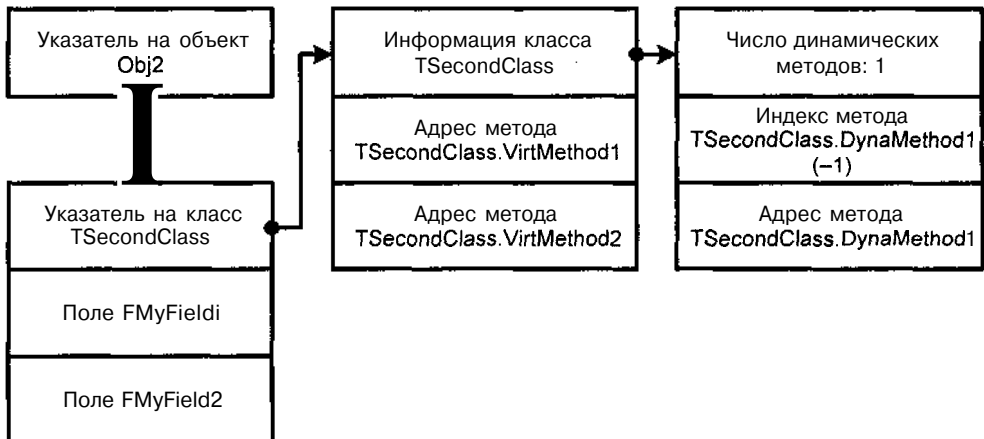 Указатель на объект
Obj2
Указатель на класс
TSecondClass
Поле FMyFieldi
Поле FMyField2
Информация класса
TSecondClass
Адрес метода
TSecondClass.VirtMethod1
Адрес метода
TSecondClass.VirtMethod2
Число динамических
методов: 1
Индекс метода
TSecondClass.DynaMethod1
(–1)
Адрес метода
TSecondClass.DynaMethod1